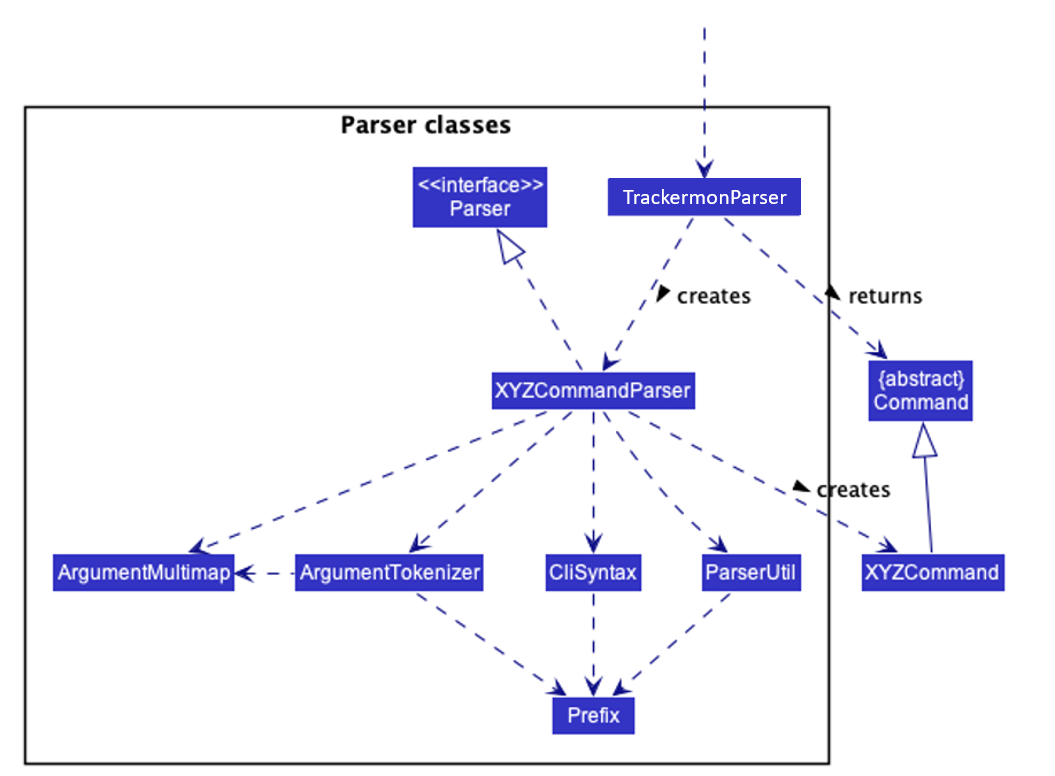 Parser classes
<<interface>>
Parser
TrackermonParser
creates
returns
XYZCommandParser
{abstract}
Command
creates
ArgumentMultimap
ArgumentTokenizer
CliSyntax
ParserUtil
XYZCommand
Prefix